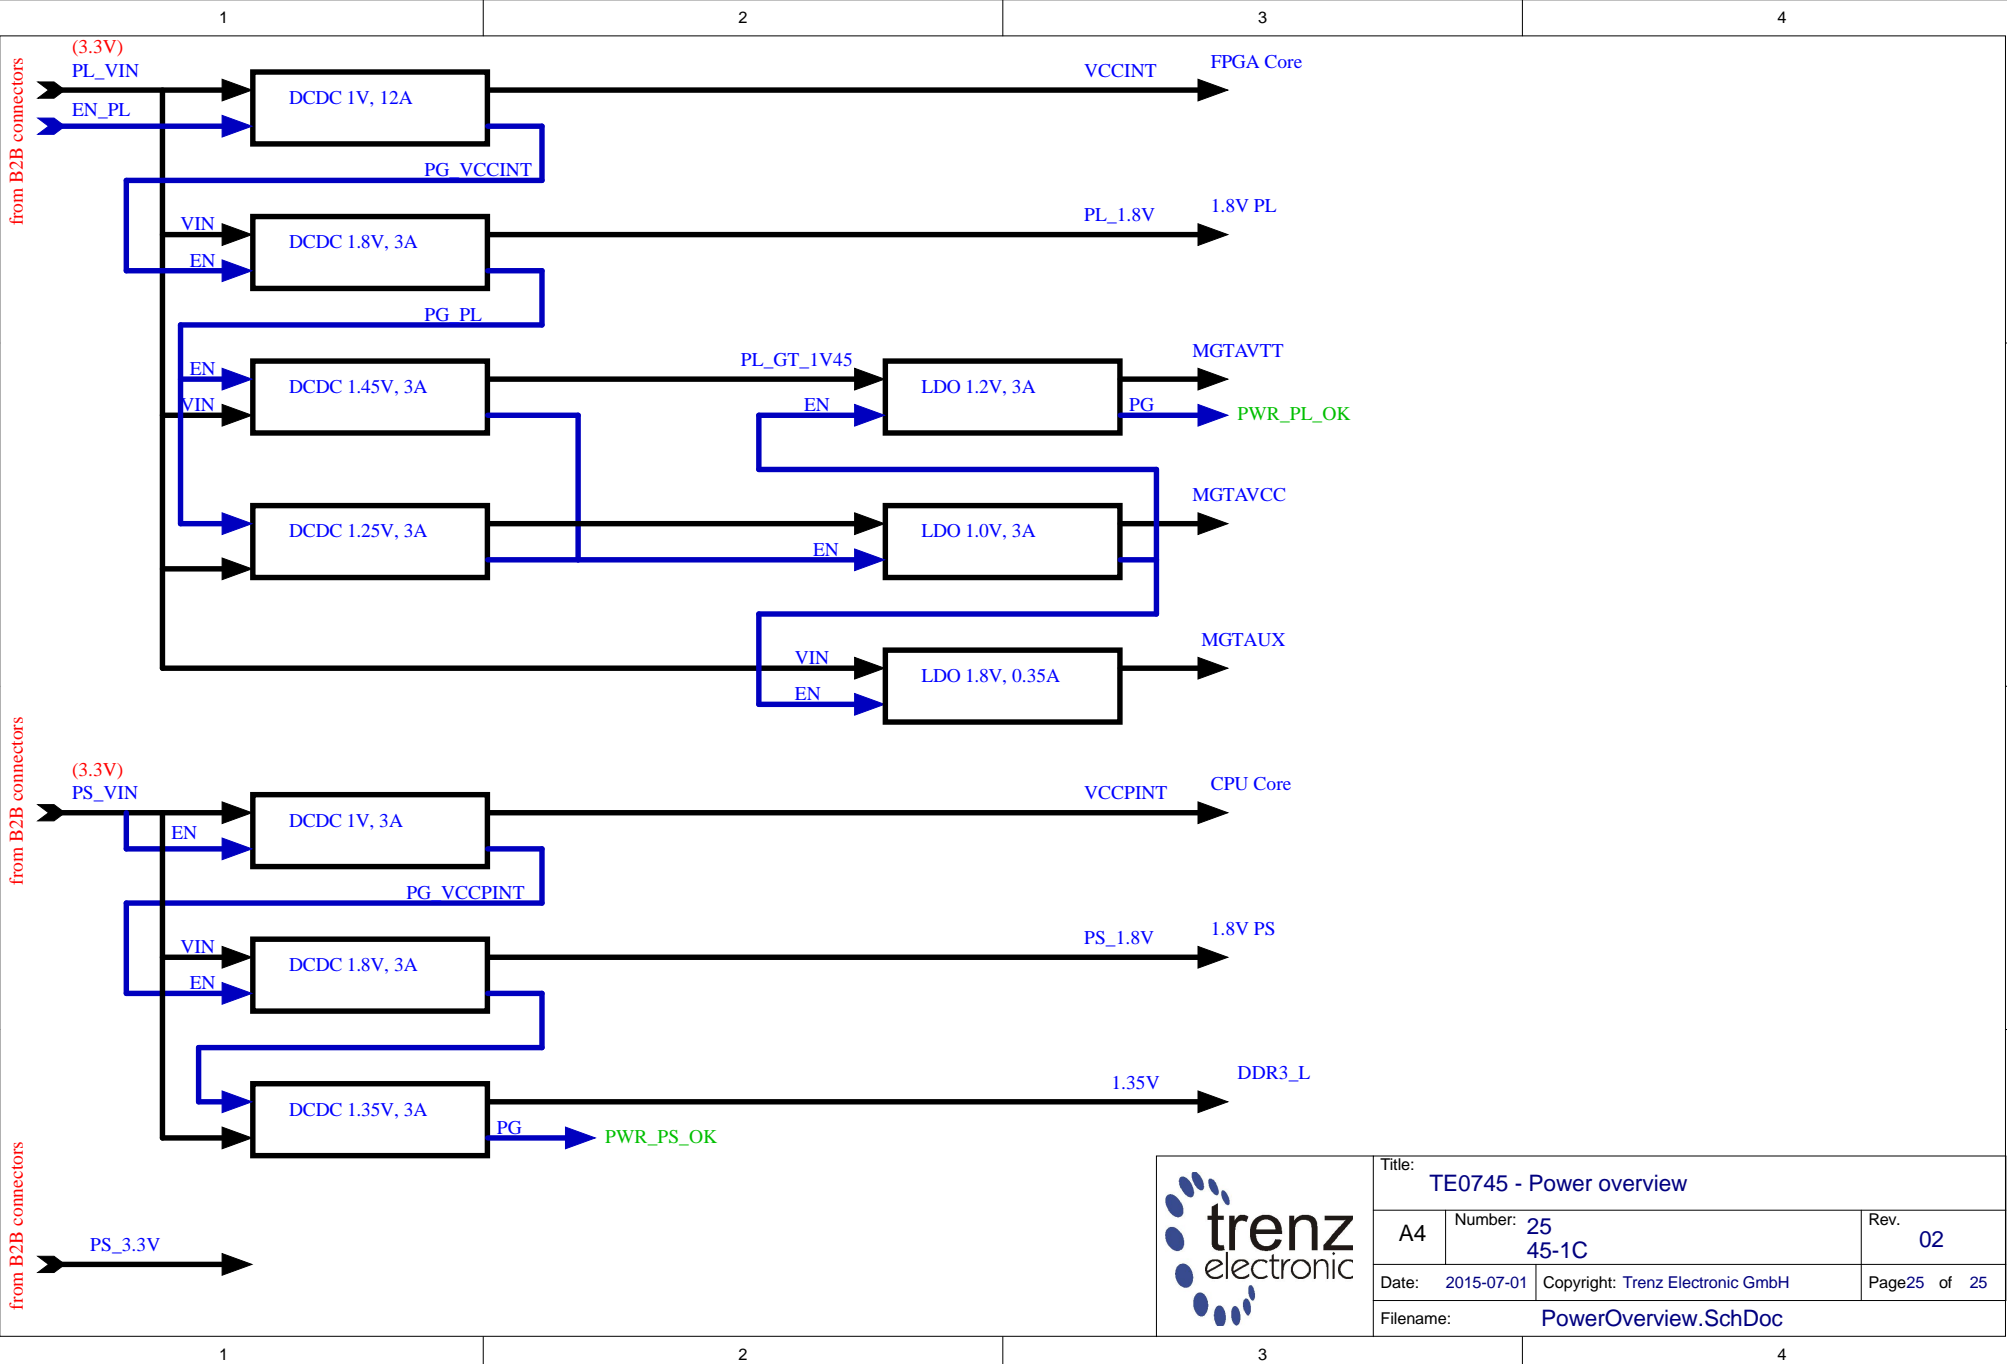 1 2 3 4
(3.3V)
PL_VIN
EN_PL
from B2B connectors
DCDC 1V, 12A
VCCINT
FPGA Core
PG_VCCINT
VIN
EN
DCDC 1.8V, 3A
PL_1.8V
1.8V PL
PG_PL
EN
VIN
DCDC 1.45V, 3A
PL_GT_1V45
EN
LDO 1.2V, 3A
MGTAVTT
PG
PWR_PL_OK
DCDC 1.25V, 3A
EN
LDO 1.0V, 3A
MGTAVCC
VIN
EN
LDO 1.8V, 0.35A
MGTAUX
from B2B connectors
(3.3V)
PS_VIN
EN
DCDC 1V, 3A
VCCPINT
CPU Core
PG_VCCPINT
VIN
EN
DCDC 1.8V, 3A
PS_1.8V
1.8V PS
DCDC 1.35V, 3A
1.35V
DDR3_L
PG
PWR_PS_OK
from B2B connectors
PS_3.3V
trenz
electronic
Title:
TE0745 - Power overview
A4
Number: 25
45-1C
Rev.
02
Date: 2015-07-01
Copyright: Trenz Electronic GmbH
Page25 of 25
Filename: PowerOverview.SchDoc
1 2 3 4